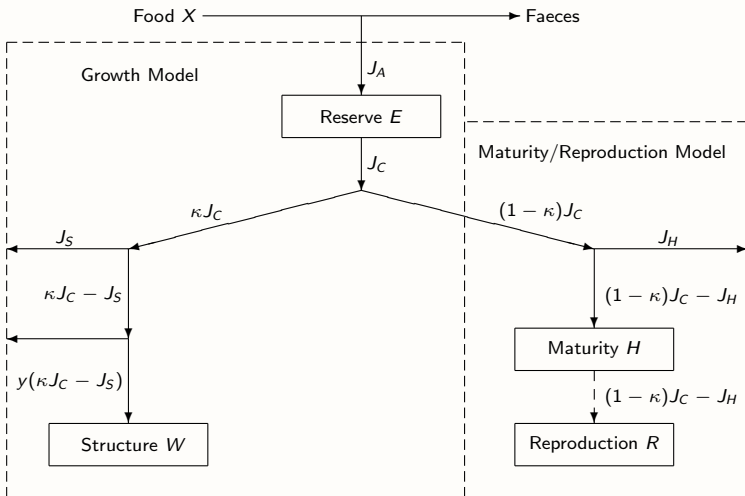 Food X
Faeces
Growth Model
J_A
Reserve E
J_C
Maturity/Reproduction Model
κJ_C
(1 − κ)J_C
J_S
J_H
κJ_C − J_S
(1 − κ)J_C − J_H
Maturity H
y(κJ_C − J_S)
(1 − κ)J_C − J_H
Structure W
Reproduction R